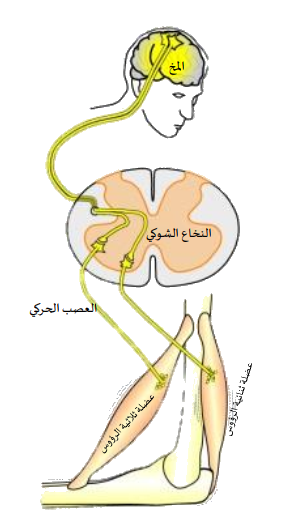 المخ
النخاع الشوكي
العصب الحركي
عضلة ثلاثية الرؤوس
عضلة ثنائية الرؤوس